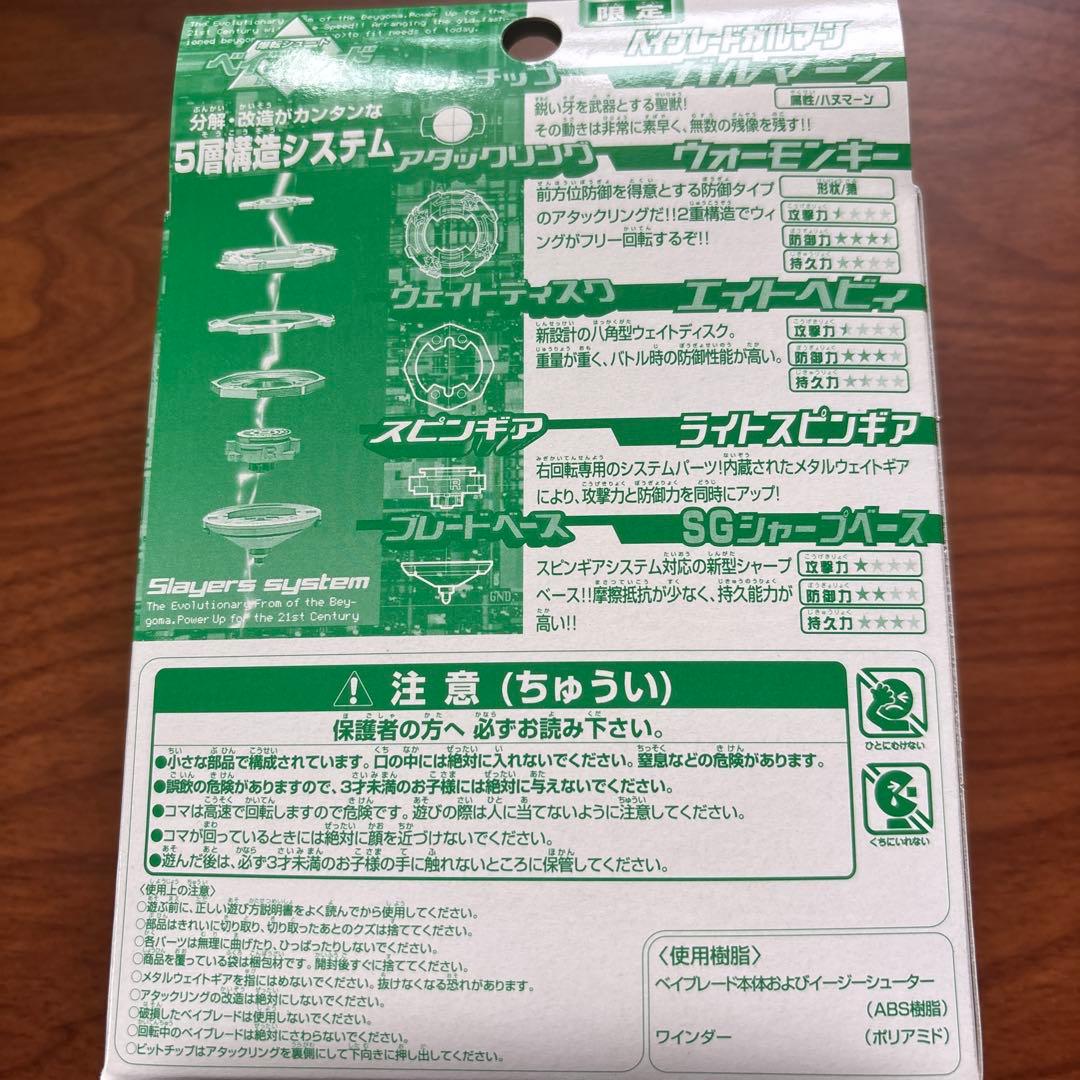 The Evolutionary From of the Beygoma.Power Up for the
限定
ベイブレードガルマーン
爆転シュート
ベイブレード
ビットチップ
ガルマーン
鋭い牙を武器とする聖獣!
属性/ハヌマーン
その動きは非常に素早く、無数の残像を残す!!
分解・改造がカンタンな
5層構造システム
アタックリング
ウォーモンキー
前方位防御を得意とする防御タイプ
のアタックリングだ!!2重構造でウィ
ングがフリー回転するぞ!!
形状/猿
攻撃力
防御力
持久力
ウェイトディスク
エイトヘビィ
新設計の八角型ウェイトディスク。
重量が重く、バトル時の防御性能が高い。
攻撃力
防御力
持久力
スピンギア
ライトスピンギア
右回転専用のシステムパーツ!内蔵されたメタルウェイトギア
により、攻撃力と防御力を同時にアップ!
R
ブレードベース
SGシャープベース
スピンギアシステム対応の新型シャープ
ベース!!摩擦抵抗が少なく、持久能力が
高い!!
攻撃力
防御力
持久力
GND
Slayers system
The Evolutionary From of the Bey-
goma.Power Up for the 21st Century
注意(ちゅうい)
保護者の方へ 必ずお読み下さい。
●小さな部品で構成されています。口の中には絶対に入れないでください。窒息などの危険があります。
●誤飲の危険がありますので、3才未満のお子様には絶対に与えないでください。
●コマは高速で回転しますので危険です。遊びの際は人に当てないように注意してください。
●コマが回っているときには絶対に顔を近づけないでください。
●遊んだ後は、必ず3才未満のお子様の手に触れないところに保管してください。
ひとにむけない
くちにいれない
〈使用上の注意〉
○遊ぶ前に、正しい遊び方説明書をよく読んでから使用してください。
○部品はきれいに切り取り、切り取ったあとのクズは捨ててください。
○各パーツは無理に曲げたり、ひっぱったりしないでください。
○商品を覆っている袋は梱包材です。開封後すぐに捨ててください。
○メタルウェイトギアを指にはめないでください。抜けなくなる恐れがあります。
○アタックリングの改造は絶対にしないでください。
○破損したベイブレードは使用しないでください。
○回転中のベイブレードは絶対にさわらないでください。
○ビットチップはアタックリングを裏側にして下向きに押し出してください。
〈使用樹脂〉
ベイブレード本体およびイージーシューター
(ABS樹脂)
ワインダー (ポリアミド)